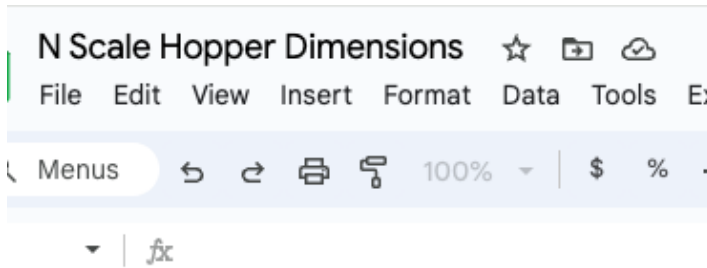 N Scale Hopper Dimensions
File Edit View Insert Format Data Tools
Menus 100% $ %
fx